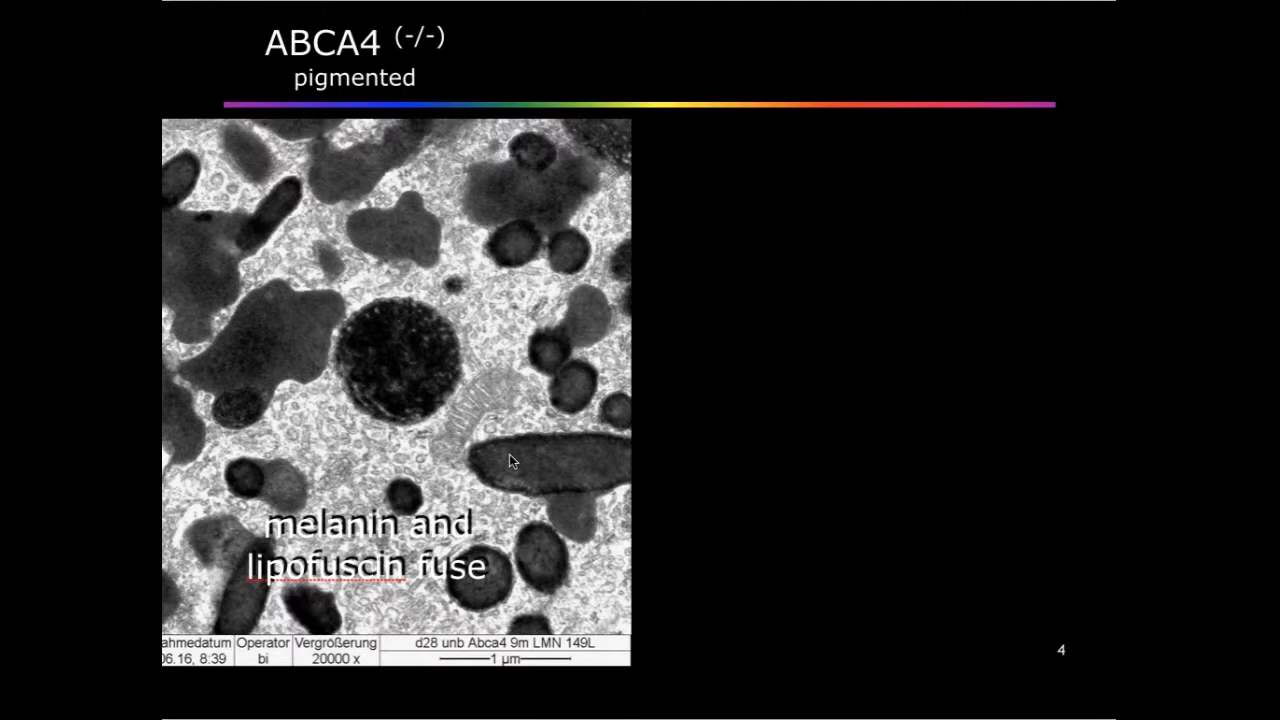 ABCA4 (-/-)
pigmented
melanin and
lipofuscin fuse
ahmedatum Operator Vergrößerung d28 unb Abca4 9m LMN 149L
06.16, 8:39 bi 20000 x 1 µm
4